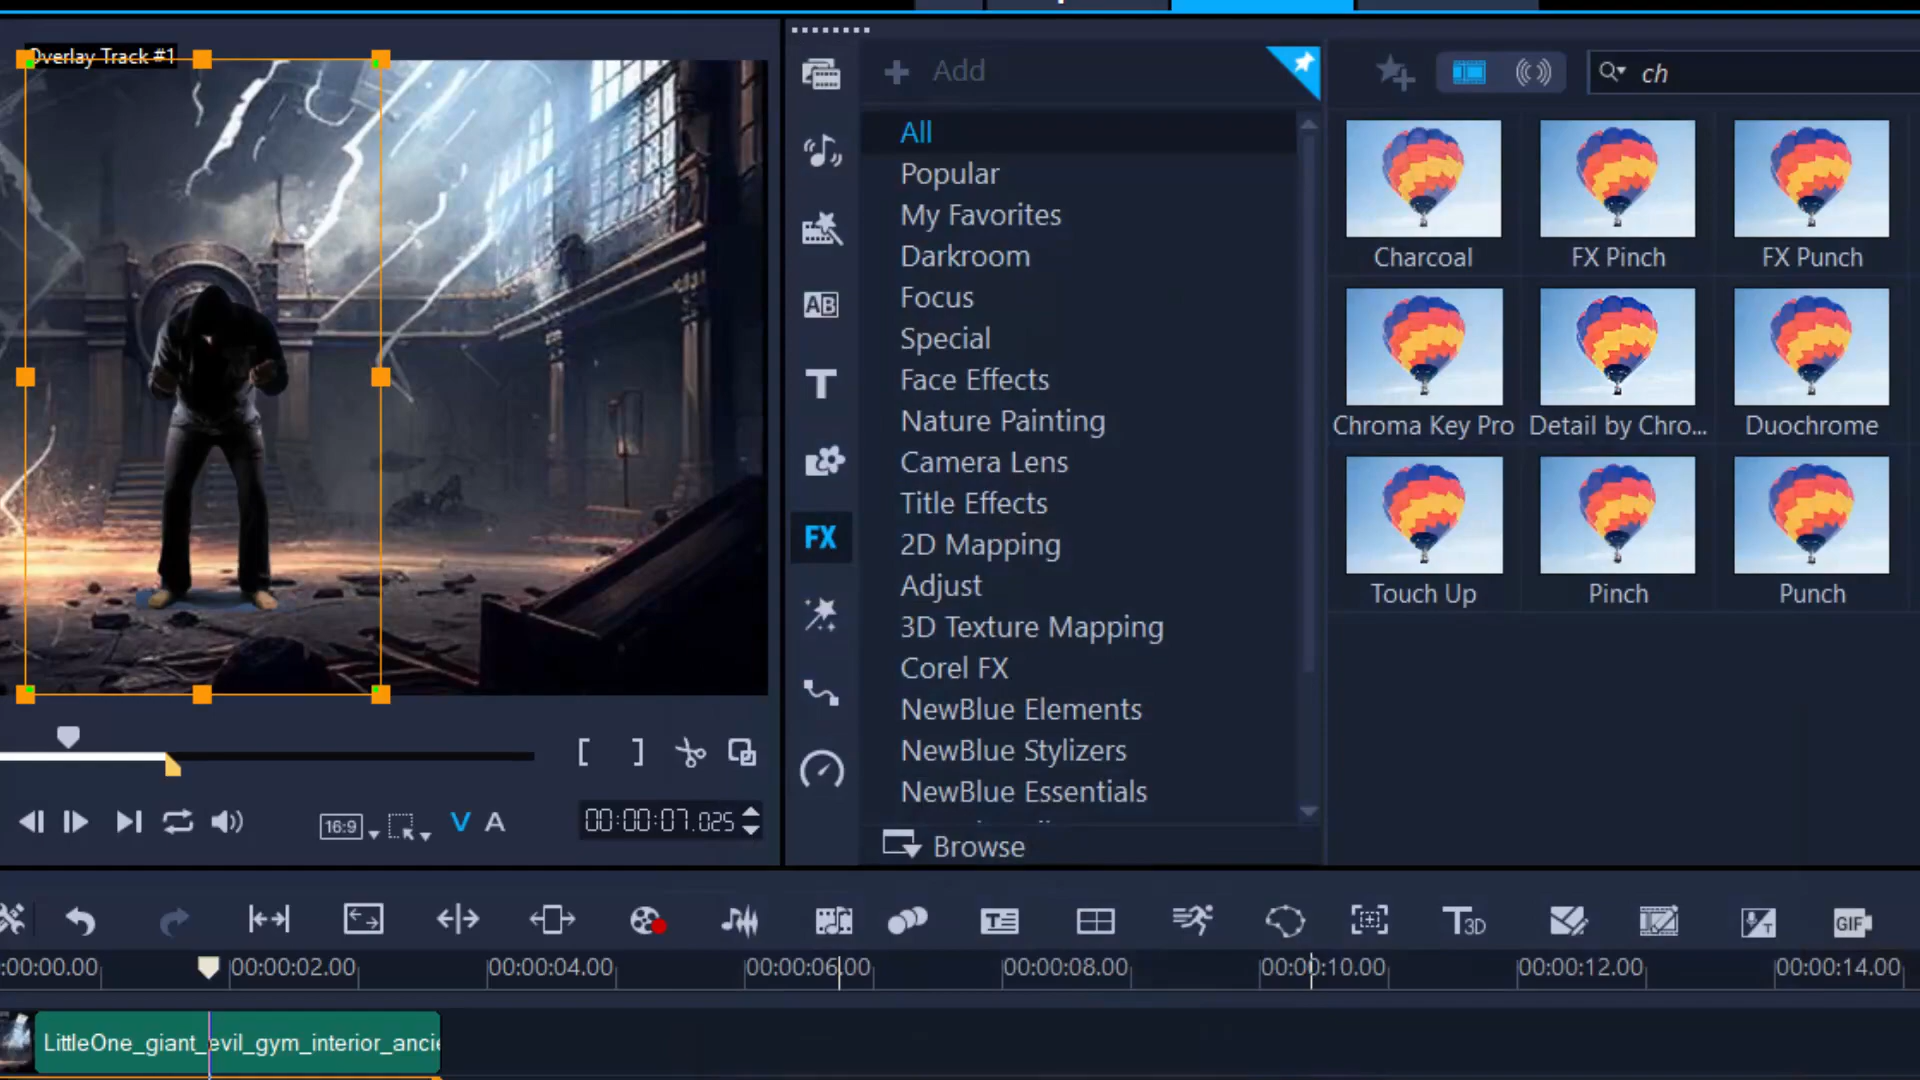 Overlay Track #1
Add
ch
All
Popular
My Favorites
Darkroom
Focus
Special
Face Effects
Nature Painting
Camera Lens
Title Effects
2D Mapping
Adjust
3D Texture Mapping
Corel FX
NewBlue Elements
NewBlue Stylizers
NewBlue Essentials
Browse
AB
T
FX
Charcoal
FX Pinch
FX Punch
Chroma Key Pro
Detail by Chro...
Duochrome
Touch Up
Pinch
Punch
[ ]
16:9
V A
00:00:07.025
T3D
GIF
:00:00.00
00:00:02.00
00:00:04.00
00:00:06:00
00:00:08.00
00:00:10.00
00:00:12.00
00:00:14.00
LittleOne_giant_evil_gym_interior_ancie